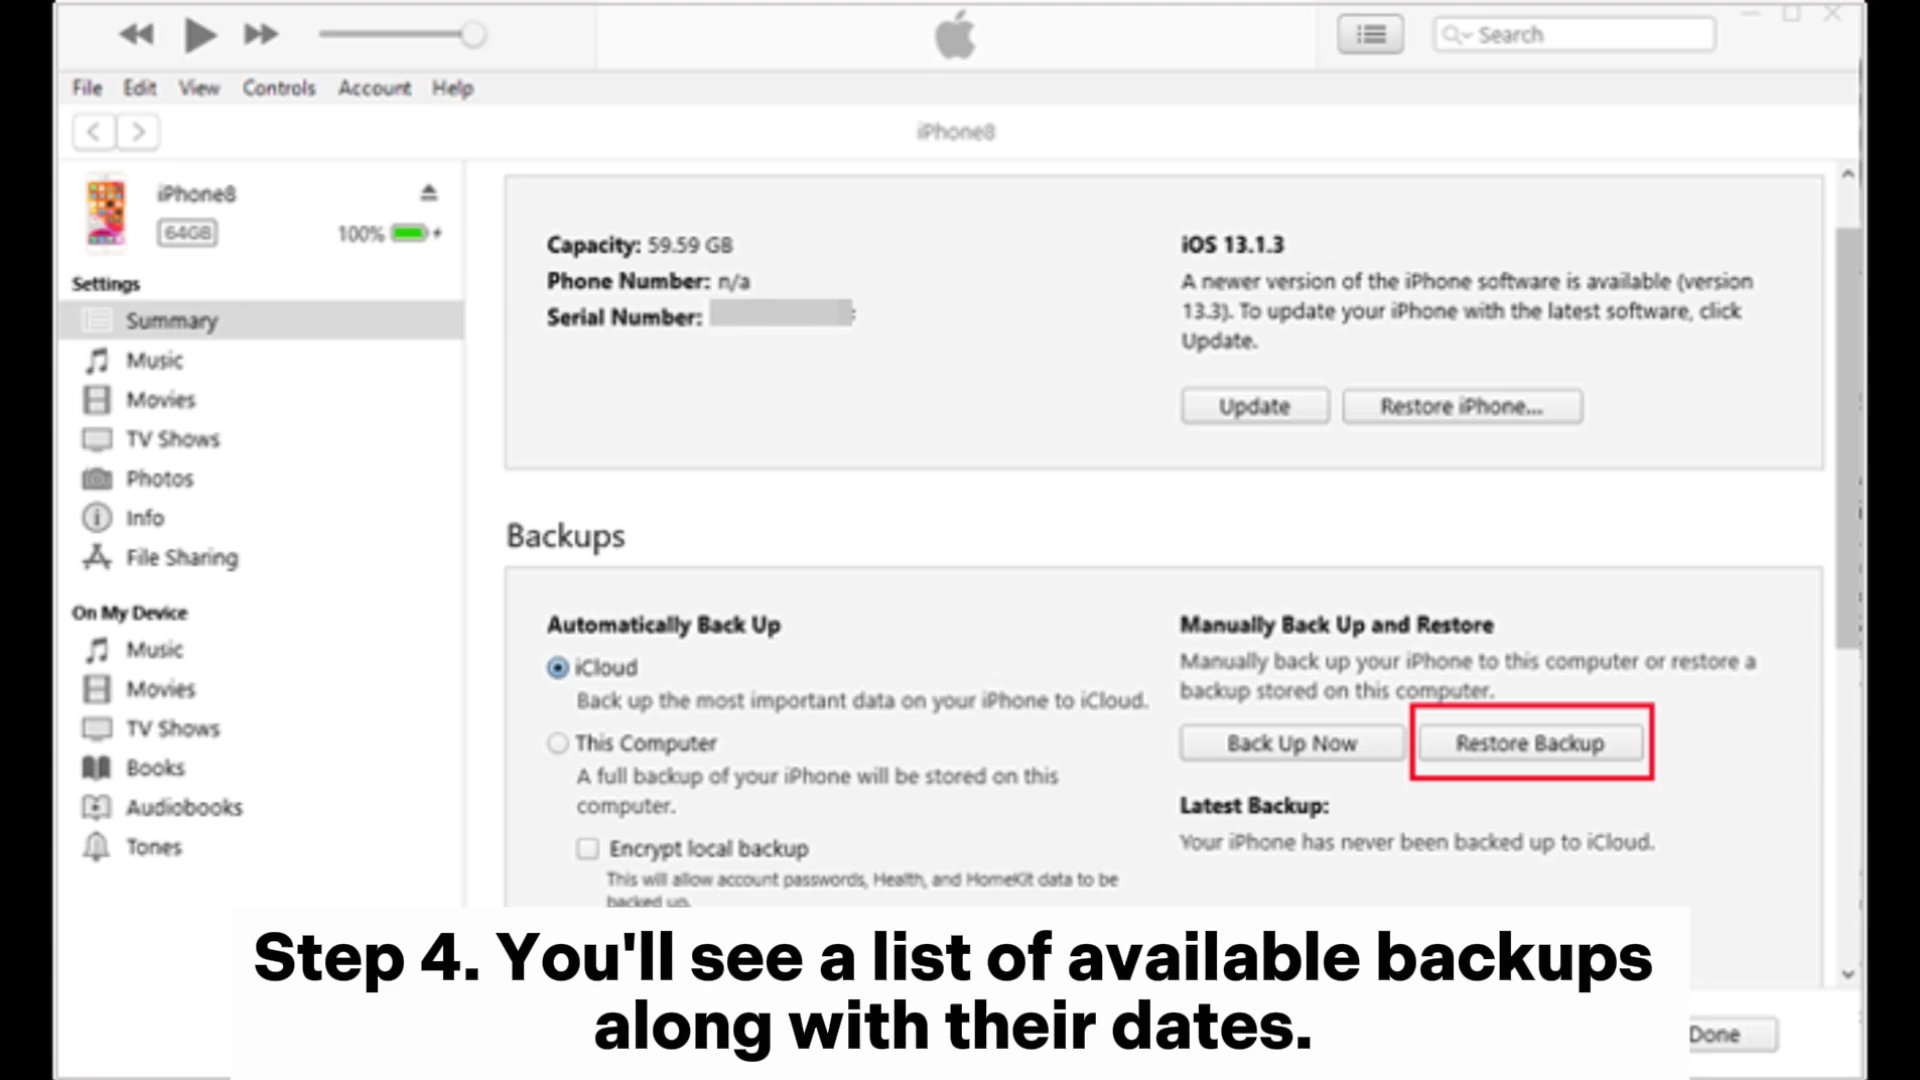 Search
File Edit View Controls Account Help
iPhone8
iPhone8
64GB
100%
Settings
Summary
Music
Movies
TV Shows
Photos
Info
File Sharing
On My Device
Music
Movies
TV Shows
Books
Audiobooks
Tones
Capacity: 59.59 GB
Phone Number: n/a
Serial Number:
iOS 13.1.3
A newer version of the iPhone software is available (version
13.3). To update your iPhone with the latest software, click
Update.
Update Restore iPhone...
Backups
Automatically Back Up
iCloud
Back up the most important data on your iPhone to iCloud.
This Computer
A full backup of your iPhone will be stored on this
computer.
Encrypt local backup
This will allow account passwords, Health, and HomeKit data to be
backed up.
Manually Back Up and Restore
Manually back up your iPhone to this computer or restore a
backup stored on this computer.
Back Up Now Restore Backup
Latest Backup:
Your iPhone has never been backed up to iCloud.
Done
Step 4. You'll see a list of available backups
along with their dates.